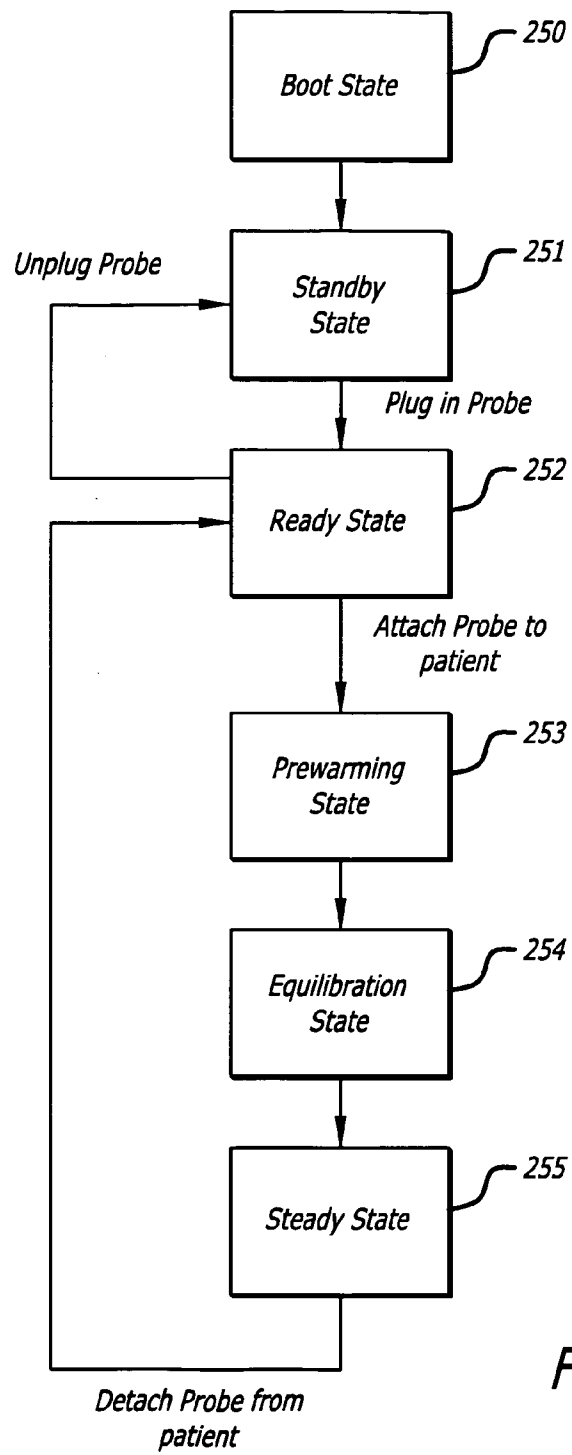 250
Boot State
251
Unplug Probe
Standby
State
Plug in Probe
252
Ready State
Attach Probe to
patient
253
Prewarming
State
254
Equilibration
State
255
Steady State
Detach Probe from
patient
F